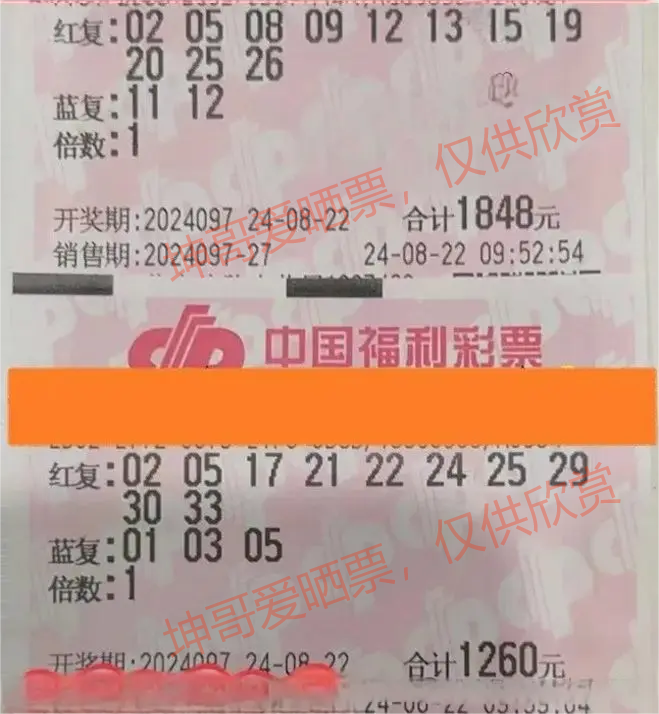 红复:02 05 08 09 12 13 15 19
20 25 26
蓝复:11 12
倍数:1
坤哥爱晒票，仅供欣赏
开奖期:2024097 24-08-22 合计1848元
销售期:2024097-27 24-08-22 09:52:54
中国福利彩票
红复:02 05 17 21 22 24 25 29
30 33
蓝复:01 03 05
倍数:1
坤哥爱晒票，仅供欣赏
开奖期:2024097 24-08-22 合计1260元